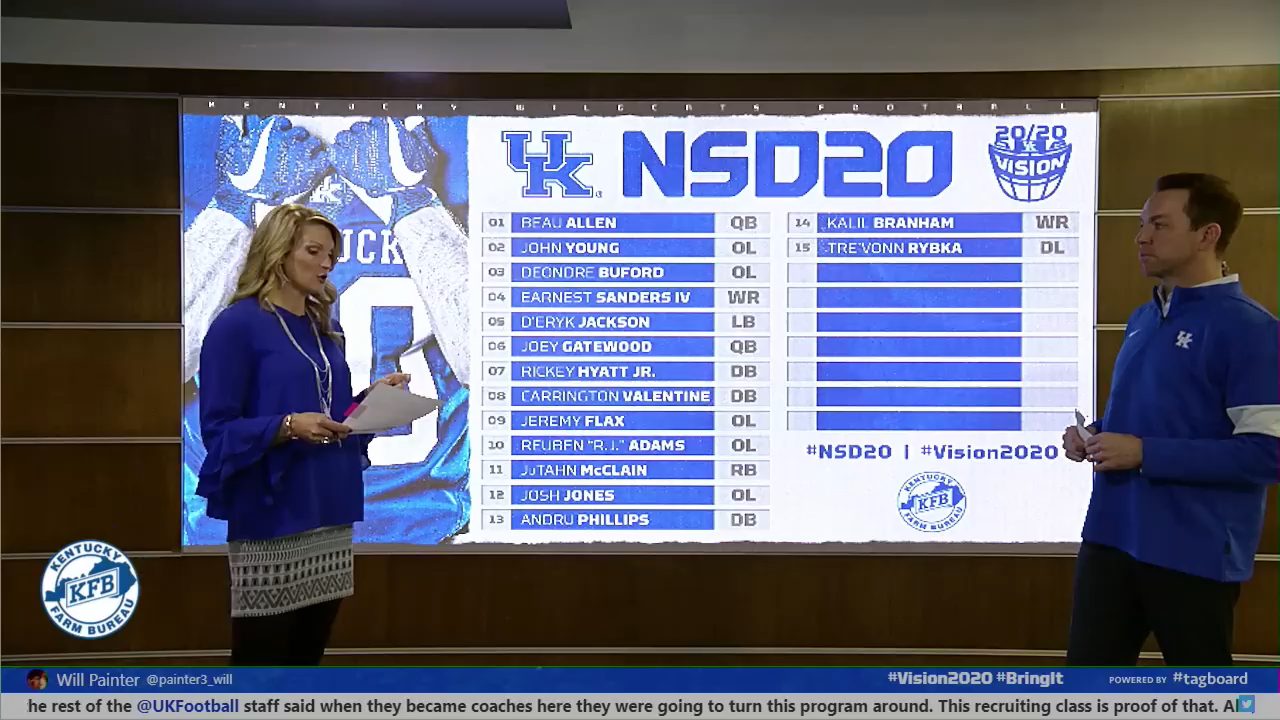 KENTUCKY WILDCATS FOOTBALL
UK NSD20
20/20
VISION
UCK
01 BEAU ALLEN QB
02 JOHN YOUNG OL
03 DEONDRE BUFORD OL
04 EARNEST SANDERS IV WR
05 D'ERYK JACKSON LB
06 JOEY GATEWOOD QB
07 RICKEY HYATT JR. DB
08 CARRINGTON VALENTINE DB
09 JEREMY FLAX OL
10 REUBEN "R.J." ADAMS OL
11 JuTAHN McCLAIN RB
12 JOSH JONES OL
13 ANDRU PHILLIPS DB
14 KALIL BRANHAM WR
15 TRE'VONN RYBKA DL
#NSD20 | #Vision2020
KENTUCKY
KFB
FARM BUREAU
UK
KENTUCKY
KFB
FARM BUREAU
Will Painter @painter3_will #Vision2020 #BringIt POWERED BY #tagboard
he rest of the @UKFootball staff said when they became coaches here they were going to turn this program around. This recruiting class is proof of that.